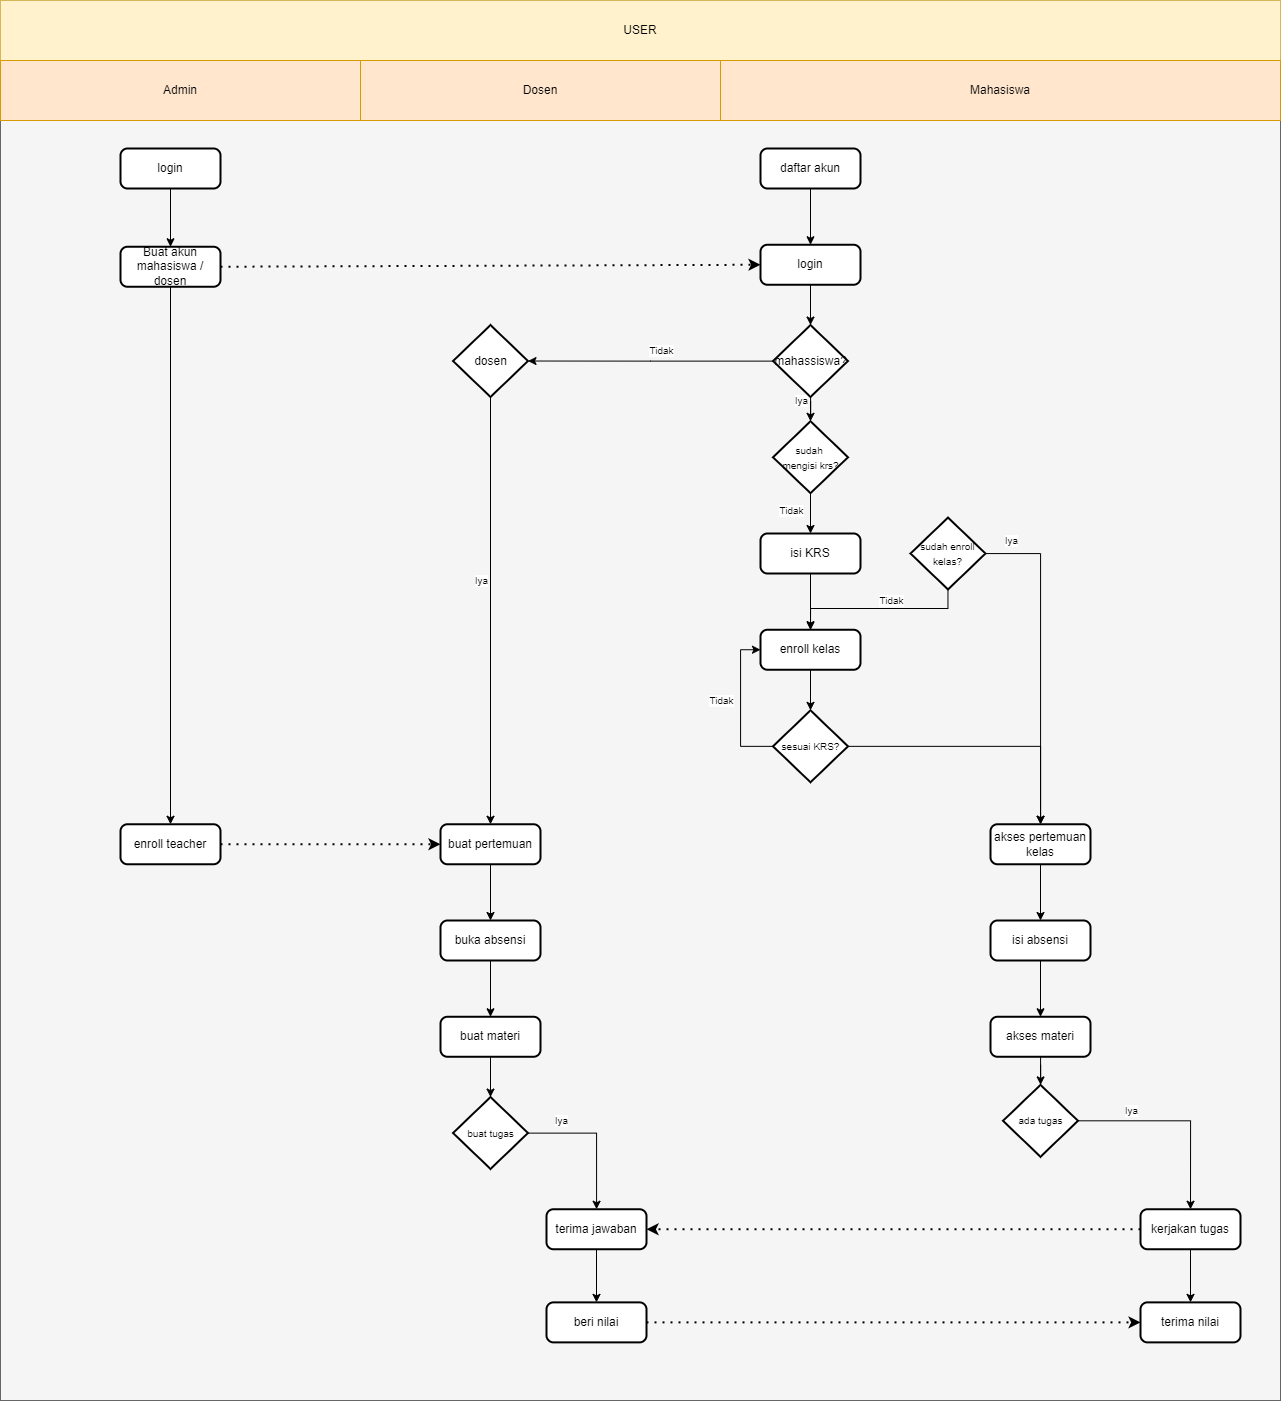 USER
Admin
Dosen
Mahasiswa
login
daftar akun
Buat akun
mahasiswa /
dosen
login
dosen
Tidak
mahassiswa?
Iya
sudah
mengisi krs?
Tidak
isi KRS
sudah enroll
kelas?
Iya
Iya
Tidak
enroll kelas
Tidak
sesuai KRS?
enroll teacher
buat pertemuan
akses pertemuan
kelas
buka absensi
isi absensi
buat materi
akses materi
buat tugas
Iya
ada tugas
Iya
terima jawaban
kerjakan tugas
beri nilai
terima nilai